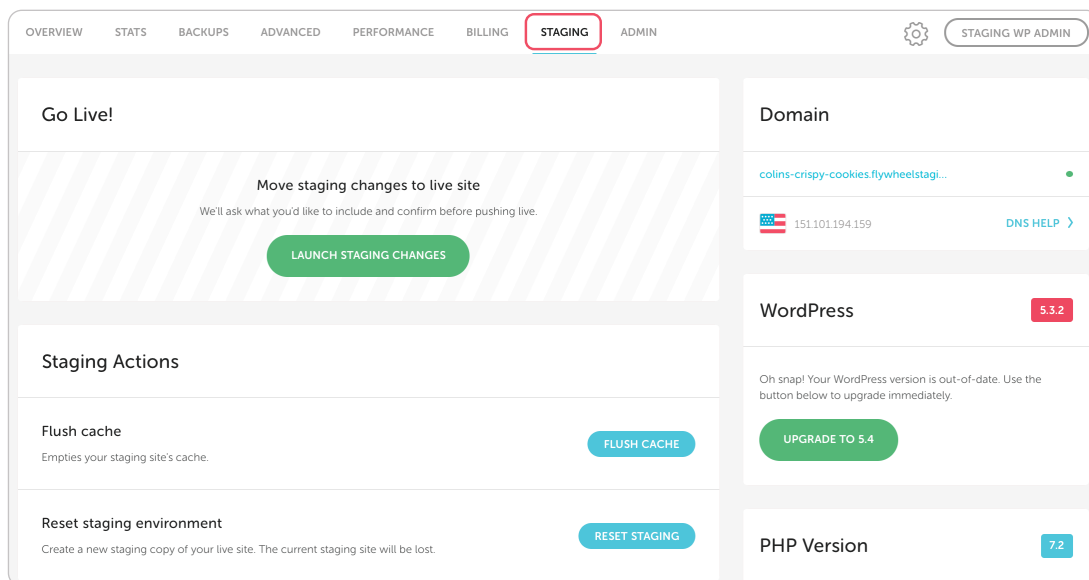 OVERVIEW STATS BACKUPS ADVANCED PERFORMANCE BILLING STAGING ADMIN STAGING WP ADMIN
Go Live!
Move staging changes to live site
We'll ask what you'd like to include and confirm before pushing live.
LAUNCH STAGING CHANGES
Staging Actions
Flush cache
Empties your staging site's cache.
FLUSH CACHE
Reset staging environment
Create a new staging copy of your live site. The current staging site will be lost.
RESET STAGING
Domain
colins-crispy-cookies.flywheelstagi...
151.101.194.159 DNS HELP
WordPress 5.3.2
Oh snap! Your WordPress version is out-of-date. Use the
button below to upgrade immediately.
UPGRADE TO 5.4
PHP Version 7.2